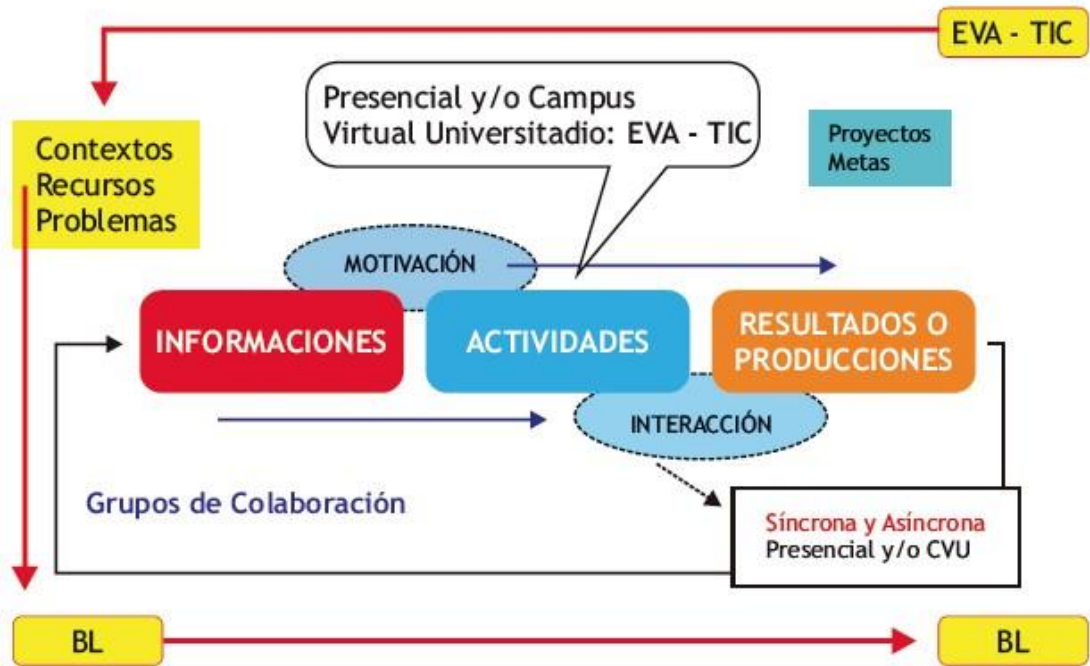 EVA - TIC
Presencial y/o Campus
Virtual Universitadio: EVA - TIC
Proyectos
Metas
Contextos
Recursos
Problemas
MOTIVACIÓN
INFORMACIONES
ACTIVIDADES
RESULTADOS O
PRODUCCIONES
INTERACCIÓN
Grupos de Colaboración
Síncrona y Asíncrona
Presencial y/o CVU
BL
BL